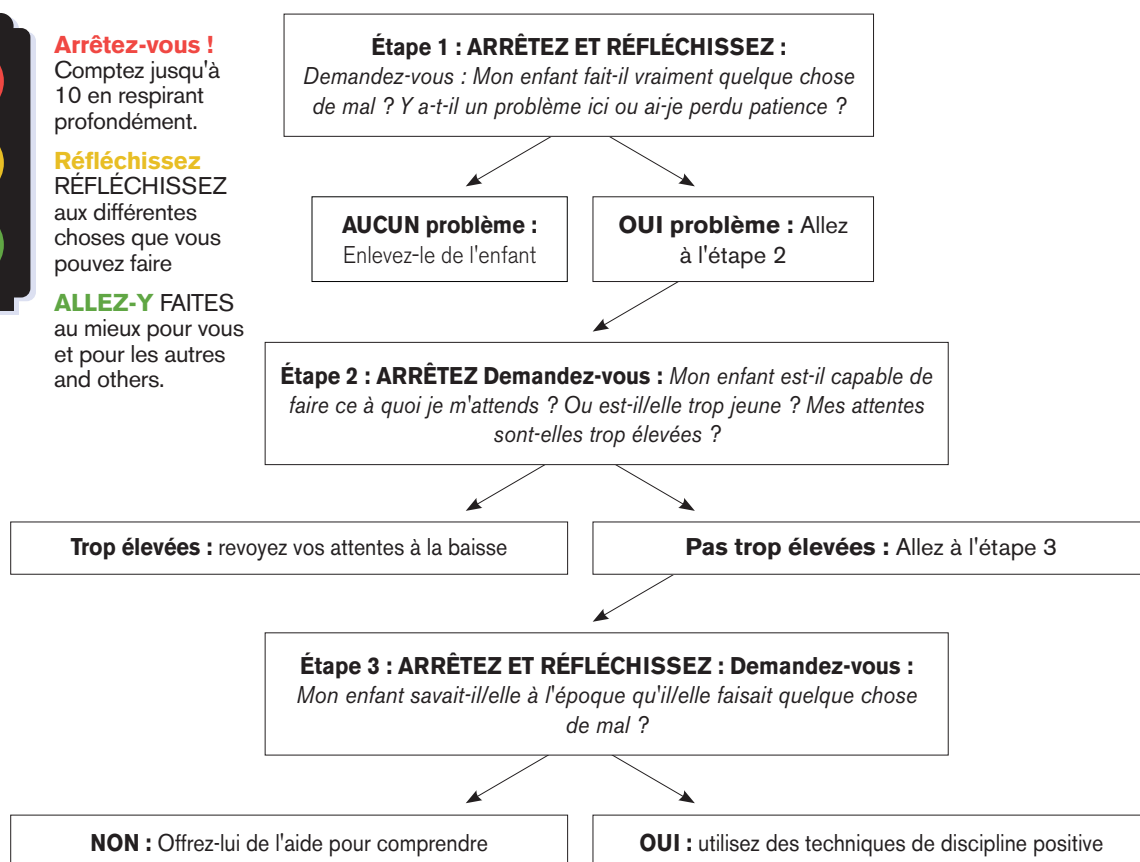 Arrêtez-vous !
Comptez jusqu'à
10 en respirant
profondément.
Réfléchissez
RÉFLÉCHISSEZ
aux différentes
choses que vous
pouvez faire
ALLEZ-Y FAITES
au mieux pour vous
et pour les autres
and others.
Étape 1 : ARRÊTEZ ET RÉFLÉCHISSEZ :
Demandez-vous : Mon enfant fait-il vraiment quelque chose
de mal ? Y a-t-il un problème ici ou ai-je perdu patience ?
AUCUN problème :
Enlevez-le de l'enfant
OUI problème : Allez
à l'étape 2
Étape 2 : ARRÊTEZ Demandez-vous : Mon enfant est-il capable de
faire ce à quoi je m'attends ? Ou est-il/elle trop jeune ? Mes attentes
sont-elles trop élevées ?
Trop élevées : revoyez vos attentes à la baisse
Pas trop élevées : Allez à l'étape 3
Étape 3 : ARRÊTEZ ET RÉFLÉCHISSEZ : Demandez-vous :
Mon enfant savait-il/elle à l'époque qu'il/elle faisait quelque chose
de mal ?
NON : Offrez-lui de l'aide pour comprendre
OUI : utilisez des techniques de discipline positive